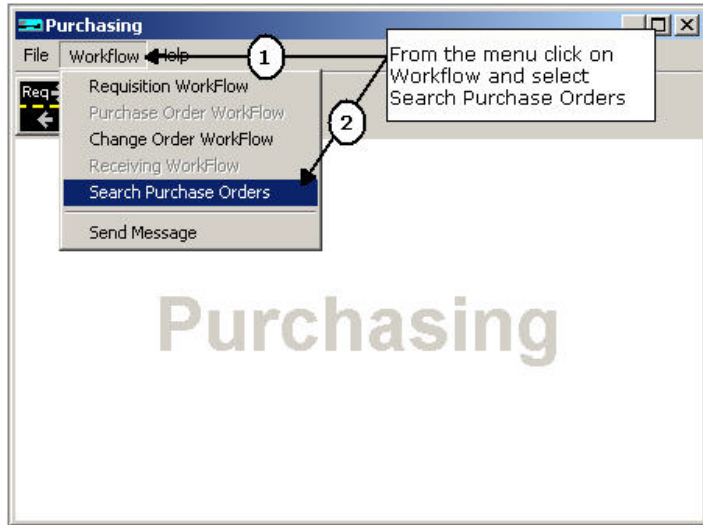 Purchasing
File Workflow Help
1
From the menu click on
Workflow and select
Search Purchase Orders
Req
Requisition WorkFlow
Purchase Order WorkFlow
2
Change Order WorkFlow
Receiving WorkFlow
Search Purchase Orders
Send Message
Purchasing